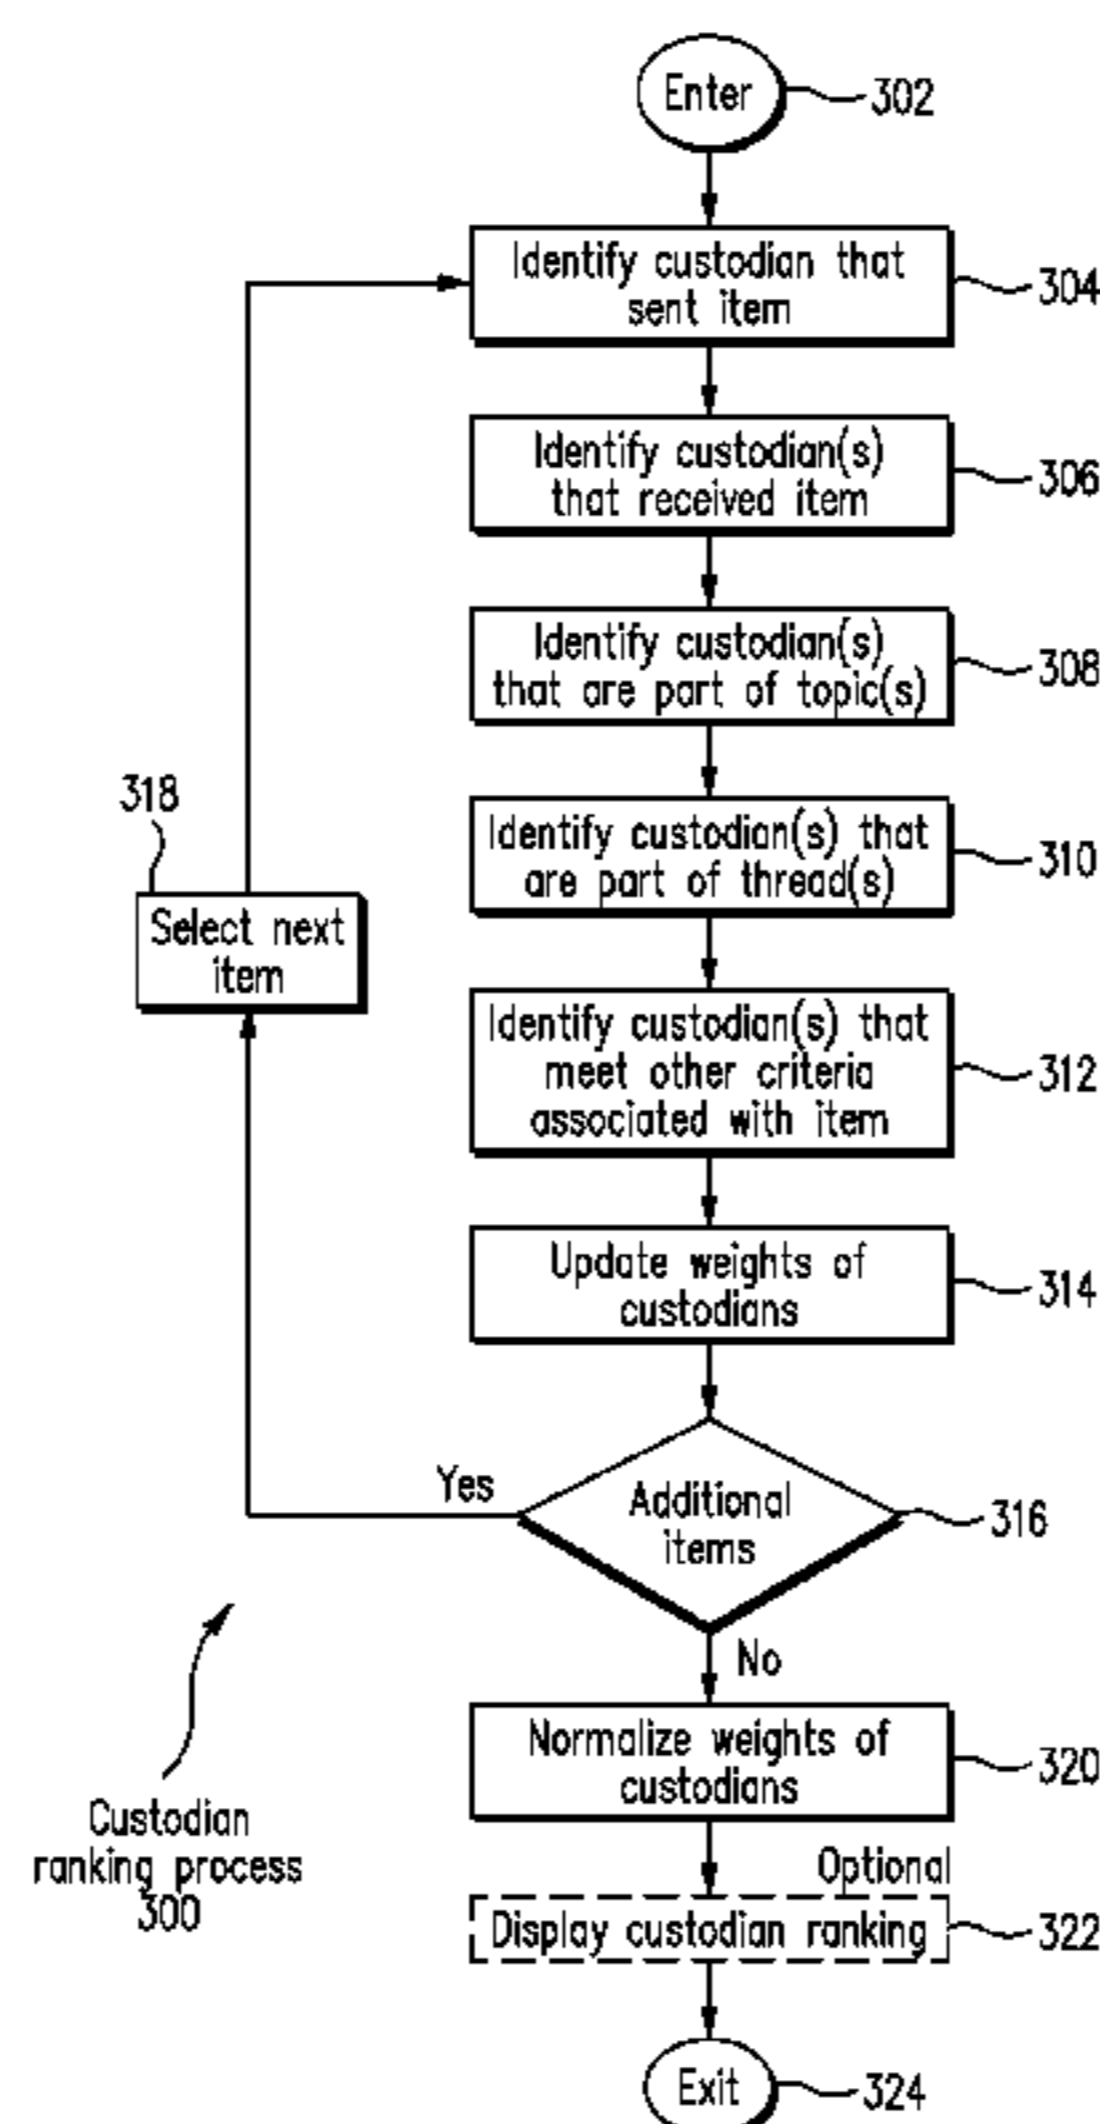 Enter
302
Identify custodian that
sent item
304
Identify custodian(s)
that received item
306
Identify custodian(s)
that are part of topic(s)
308
318
Identify custodian(s) that
are part of thread(s)
310
Select next
item
Identify custodian(s) that
meet other criteria
associated with item
312
Update weights of
custodians
314
Yes
Additional
items
316
No
Normalize weights of
custodians
320
Custodian
ranking process
300
Optional
Display custodian ranking
322
Exit
324